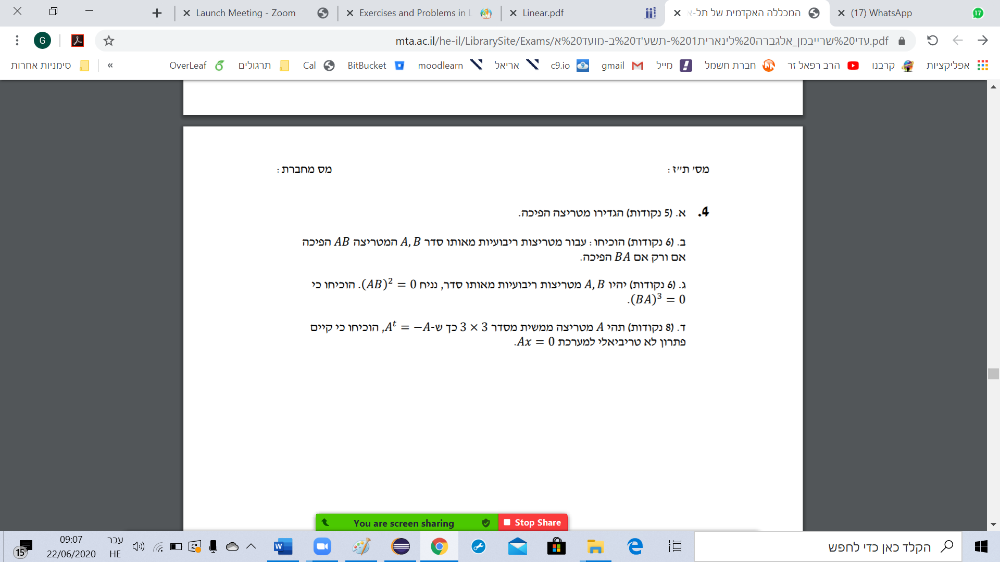 Launch Meeting - Zoom
Exercises and Problems in L
Linear.pdf
המכללה האקדמית של תל-א
(17) WhatsApp
17
G
mta.ac.il/he-il/LibrarySite/Exams/עדי%20שרייבמן_אלגברה%20לינארית1%20-תשע'ד%20ב-מועד%20א.pdf
אפליקציות
קרבנו
הרב רפאל זר
חברת חשמל
מייל
gmail
c9.io
אריאל
moodlearn
BitBucket
Cal
תרגולים
OverLeaf
»
סימניות אחרות
מס' ת"ז :
מס מחברת :
4. א. (5 נקודות) הגדירו מטריצה הפיכה.
ב. (6 נקודות) הוכיחו : עבור מטריצות ריבועיות מאותו סדר A, B המטריצה AB הפיכה
אם ורק אם BA הפיכה.
ג. (6 נקודות) יהיו A, B מטריצות ריבועיות מאותו סדר, נניח (AB)² = 0. הוכיחו כי
(BA)³ = 0.
ד. (8 נקודות) תהי A מטריצה ממשית מסדר 3 × 3 כך ש-Aᵗ = −A, הוכיחו כי קיים
פתרון לא טריביאלי למערכת Ax = 0.
You are screen sharing
Stop Share
הקלד כאן כדי לחפש
עבר
HE
09:07
22/06/2020
15